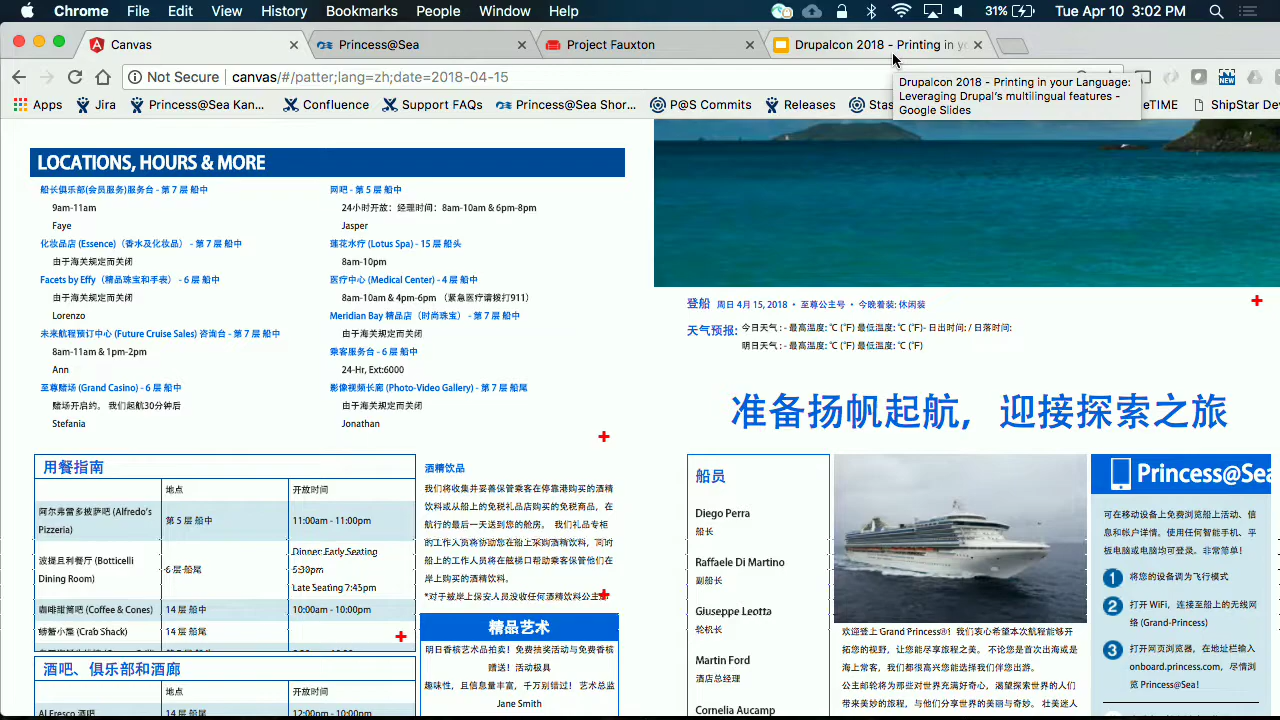 Chrome File Edit View History Bookmarks People Window Help 31% Tue Apr 10 3:02 PM
Canvas
Princess@Sea
Project Fauxton
Drupalcon 2018 - Printing in yo
Not Secure canvas/#/patter;lang=zh;date=2018-04-15
Drupalcon 2018 - Printing in your Language:
Leveraging Drupal's multilingual features -
Google Slides
Apps Jira Princess@Sea Kan... Confluence Support FAQs Princess@Sea Shor... P@S Commits Releases Stas eTIME ShipStar De
LOCATIONS, HOURS & MORE
船长俱乐部(会员服务)服务台 - 第 7 层 船中
9am-11am
Faye
化妆品店 (Essence)（香水及化妆品） - 第 7 层 船中
由于海关规定而关闭
Facets by Effy（精品珠宝和手表） - 6 层 船中
由于海关规定而关闭
Lorenzo
未来航程预订中心 (Future Cruise Sales) 咨询台 - 6 层 船中
8am-11am & 1pm-2pm
Ann
至尊赌场 (Grand Casino) - 6 层 船中
赌场开启约。 我们起航30分钟后
Stefania
网吧 - 第 5 层 船中
24小时开放：经理时间：8am-10am & 6pm-8pm
Jasper
莲花水疗 (Lotus Spa) - 15 层 船头
8am-10pm
医疗中心 (Medical Center) - 4 层 船中
8am-10am & 4pm-6pm （紧急医疗请拨打911）
Meridian Bay 精品店（时尚珠宝） - 第 7 层 船中
由于海关规定而关闭
乘客服务台 - 6 层 船中
24-Hr, Ext:6000
影像视频长廊 (Photo-Video Gallery) - 第 7 层 船尾
由于海关规定而关闭
Jonathan
登船 周日 4月 15, 2018 • 至尊公主号 • 今晚着装: 休闲装
天气预报: 今日天气 : - 最高温度: ℃ (°F) 最低温度: ℃ (°F)- 日出时间: / 日落时间:
明日天气 : - 最高温度: ℃ (°F) 最低温度: ℃ (°F)
准备扬帆起航，迎接探索之旅
用餐指南
地点 开放时间
阿尔弗雷多披萨吧 (Alfredo's Pizzeria) 第 5 层 船中 11:00am - 11:00pm
波提且利餐厅 (Botticelli Dining Room) 6 层 船尾 Dinner: Early Seating 5:30pm Late Seating 7:45pm
咖啡甜筒吧 (Coffee & Cones) 14 层 船中 10:00am - 10:00pm
螃蟹小篷 (Crab Shack) 14 层 船尾
酒吧、俱乐部和酒廊
地点 开放时间
Al Fresco 酒吧 14 层 船尾 12:00pm - 10:00pm
酒精饮品
我们将收集并妥善保管乘客在停靠港购买的酒精
饮料或从船上的免税礼品店购买的免税商品，在
航行的最后一天送到您的舱房。 我们礼品专柜
的工作人员将协助您在船上采购酒精饮料，同时
船上的工作人员将在舷梯口帮助乘客保管他们在
岸上购买的酒精饮料。
*对于被岸上保安人员没收任何酒精饮料公主
精品艺术
明日香槟艺术品拍卖！免费抽奖活动与免费香槟
赠送！活动极具
趣味性，且信息量丰富，千万别错过！ 艺术总监
Jane Smith
船员
Diego Perra
船长
Raffaele Di Martino
副船长
Giuseppe Leotta
轮机长
Martin Ford
酒店总经理
Cornelia Aucamp
欢迎登上 Grand Princess®！我们衷心希望本次航程能够开
拓您的视野，让您能尽享旅程之美。 不论您是首次出海或是
海上常客，我们都很高兴您能选择我们伴您出游。
公主邮轮将为那些对世界充满好奇心，渴望探索世界的人们
带来美妙的旅程，与他们分享世界的美丽与奇妙。 壮美迷人
Princess@Sea
可在移动设备上免费浏览船上活动、信
息和帐户详情。使用任何智能手机、平
板电脑或电脑均可登录。非常简单！
1 将您的设备调为飞行模式
2 打开 WiFi，连接至船上的无线网
络 (Grand-Princess)
3 打开网页浏览器，在地址栏输入
onboard.princess.com，尽情浏
览 Princess@Sea！